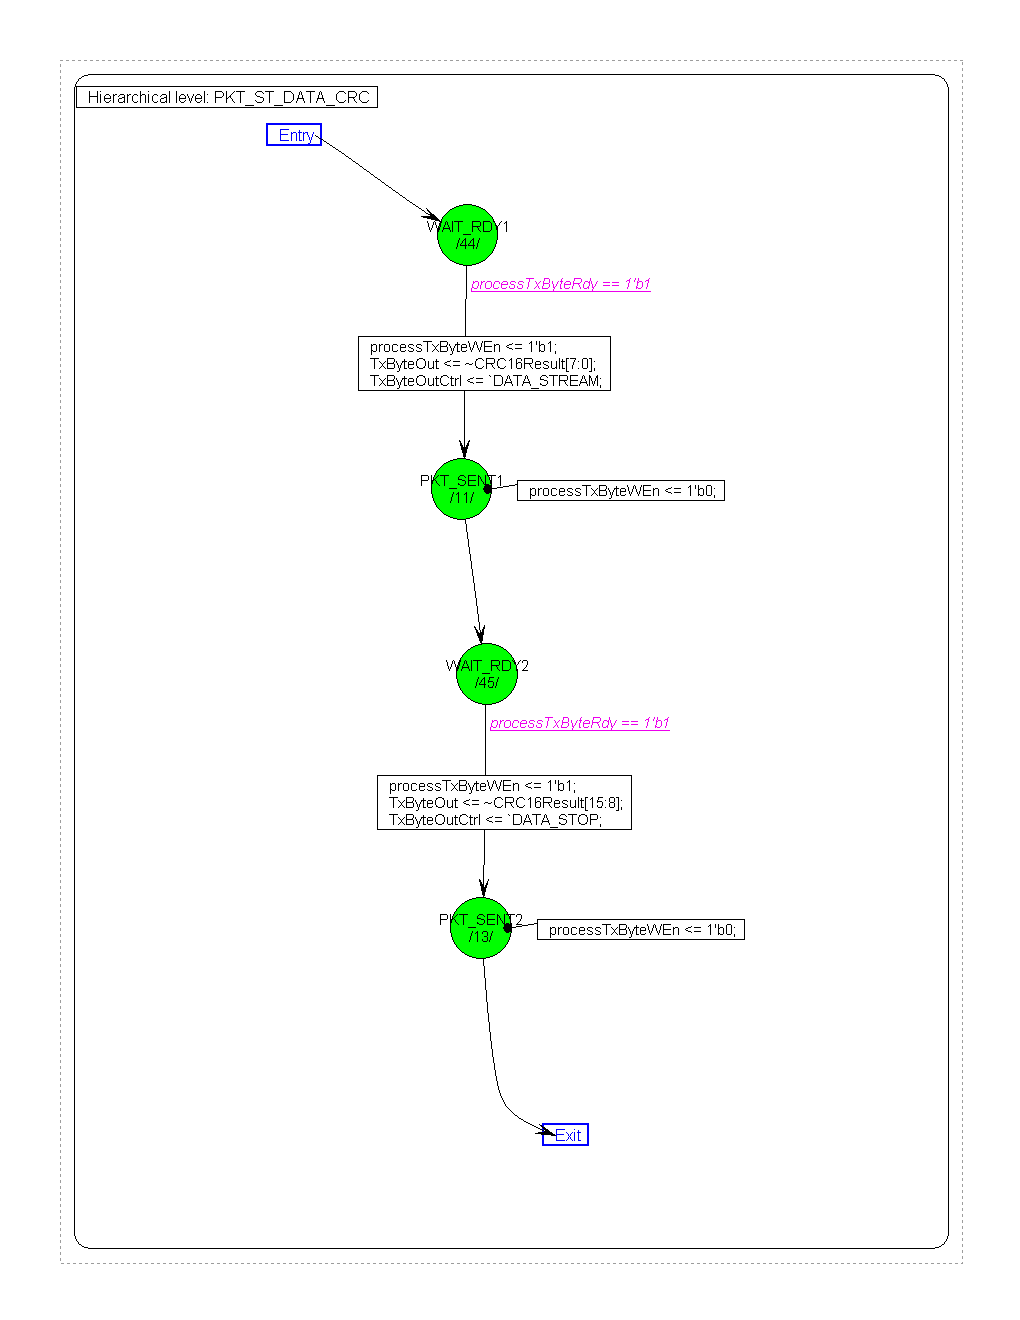 Hierarchical level: PKT_ST_DATA_CRC
Entry
WAIT_RDY1
/44/
processTxByteRdy == 1'b1
processTxByteWEn <= 1'b1;
TxByteOut <= ~CRC16Result[7:0];
TxByteOutCtrl <= `DATA_STREAM;
PKT_SENT1
/11/
processTxByteWEn <= 1'b0;
WAIT_RDY2
/45/
processTxByteRdy == 1'b1
processTxByteWEn <= 1'b1;
TxByteOut <= ~CRC16Result[15:8];
TxByteOutCtrl <= `DATA_STOP;
PKT_SENT2
/13/
processTxByteWEn <= 1'b0;
Exit